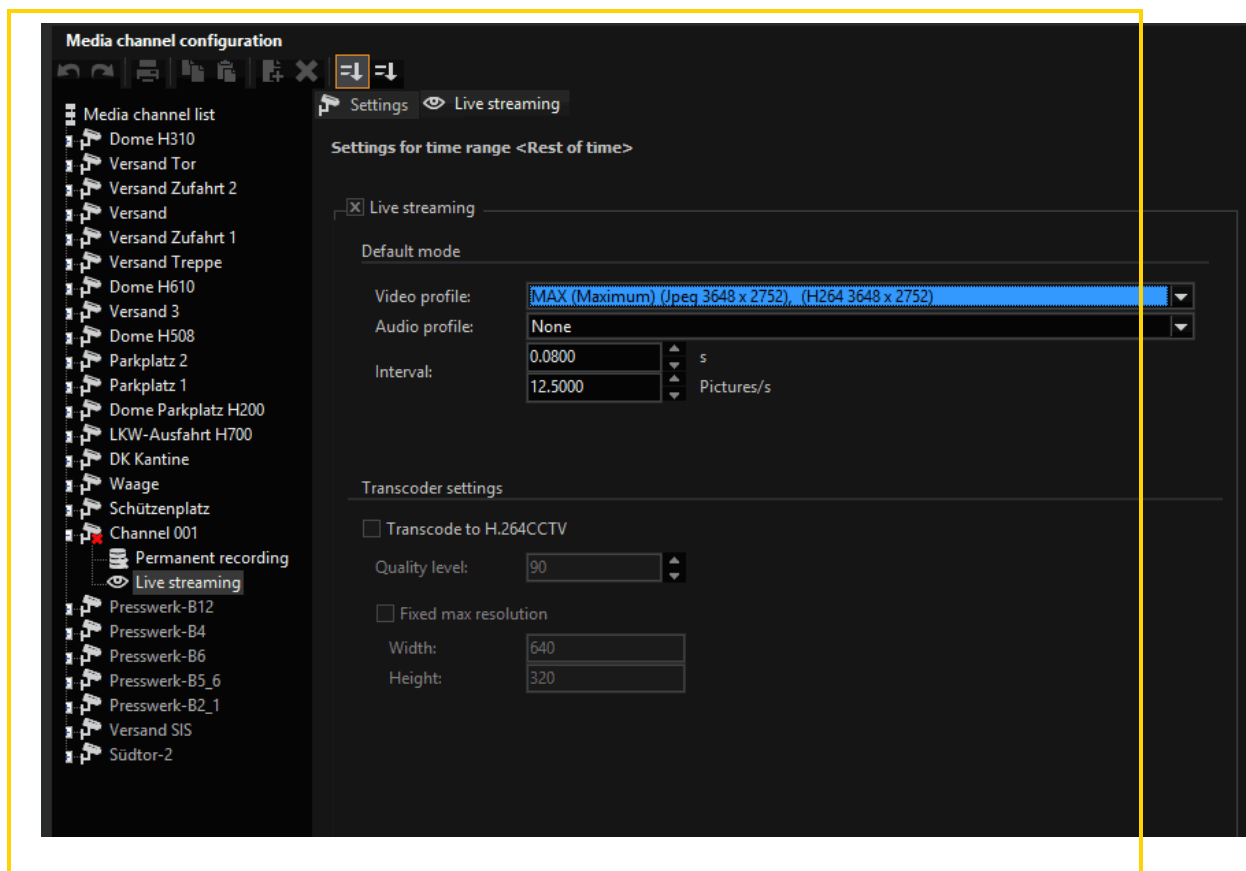 Media channel configuration
Media channel list
Dome H310
Versand Tor
Versand Zufahrt 2
Versand
Versand Zufahrt 1
Versand Treppe
Dome H610
Versand 3
Dome H508
Parkplatz 2
Parkplatz 1
Dome Parkplatz H200
LKW-Ausfahrt H700
DK Kantine
Waage
Schützenplatz
Channel 001
Permanent recording
Live streaming
Presswerk-B12
Presswerk-B4
Presswerk-B6
Presswerk-B5_6
Presswerk-B2_1
Versand SIS
Südtor-2
Settings Live streaming
Settings for time range <Rest of time>
Live streaming
Default mode
Video profile: MAX (Maximum) (Jpeg 3648 x 2752), (H264 3648 x 2752)
Audio profile: None
Interval:
0.0800 s
12.5000 Pictures/s
Transcoder settings
Transcode to H.264CCTV
Quality level: 90
Fixed max resolution
Width: 640
Height: 320